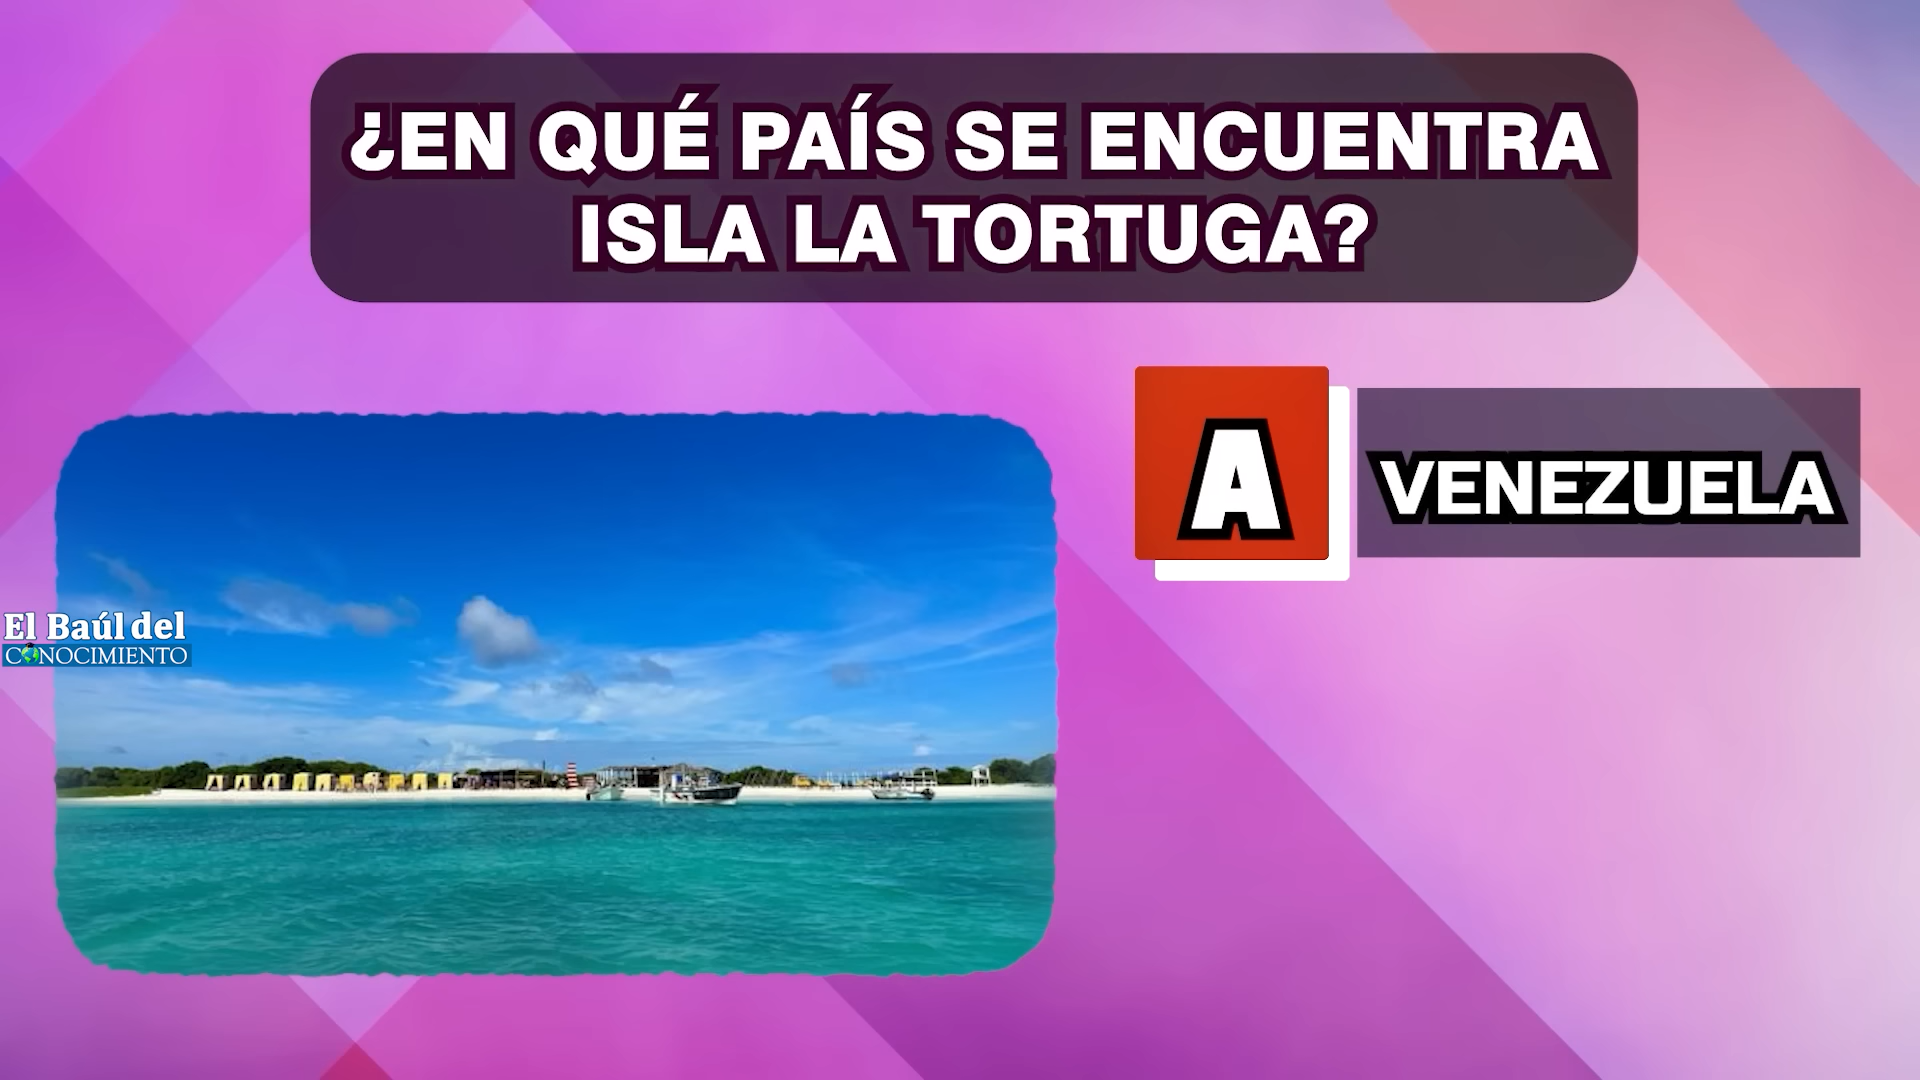 ¿EN QUÉ PAÍS SE ENCUENTRA
ISLA LA TORTUGA?
A VENEZUELA
El Baúl del
CONOCIMIENTO